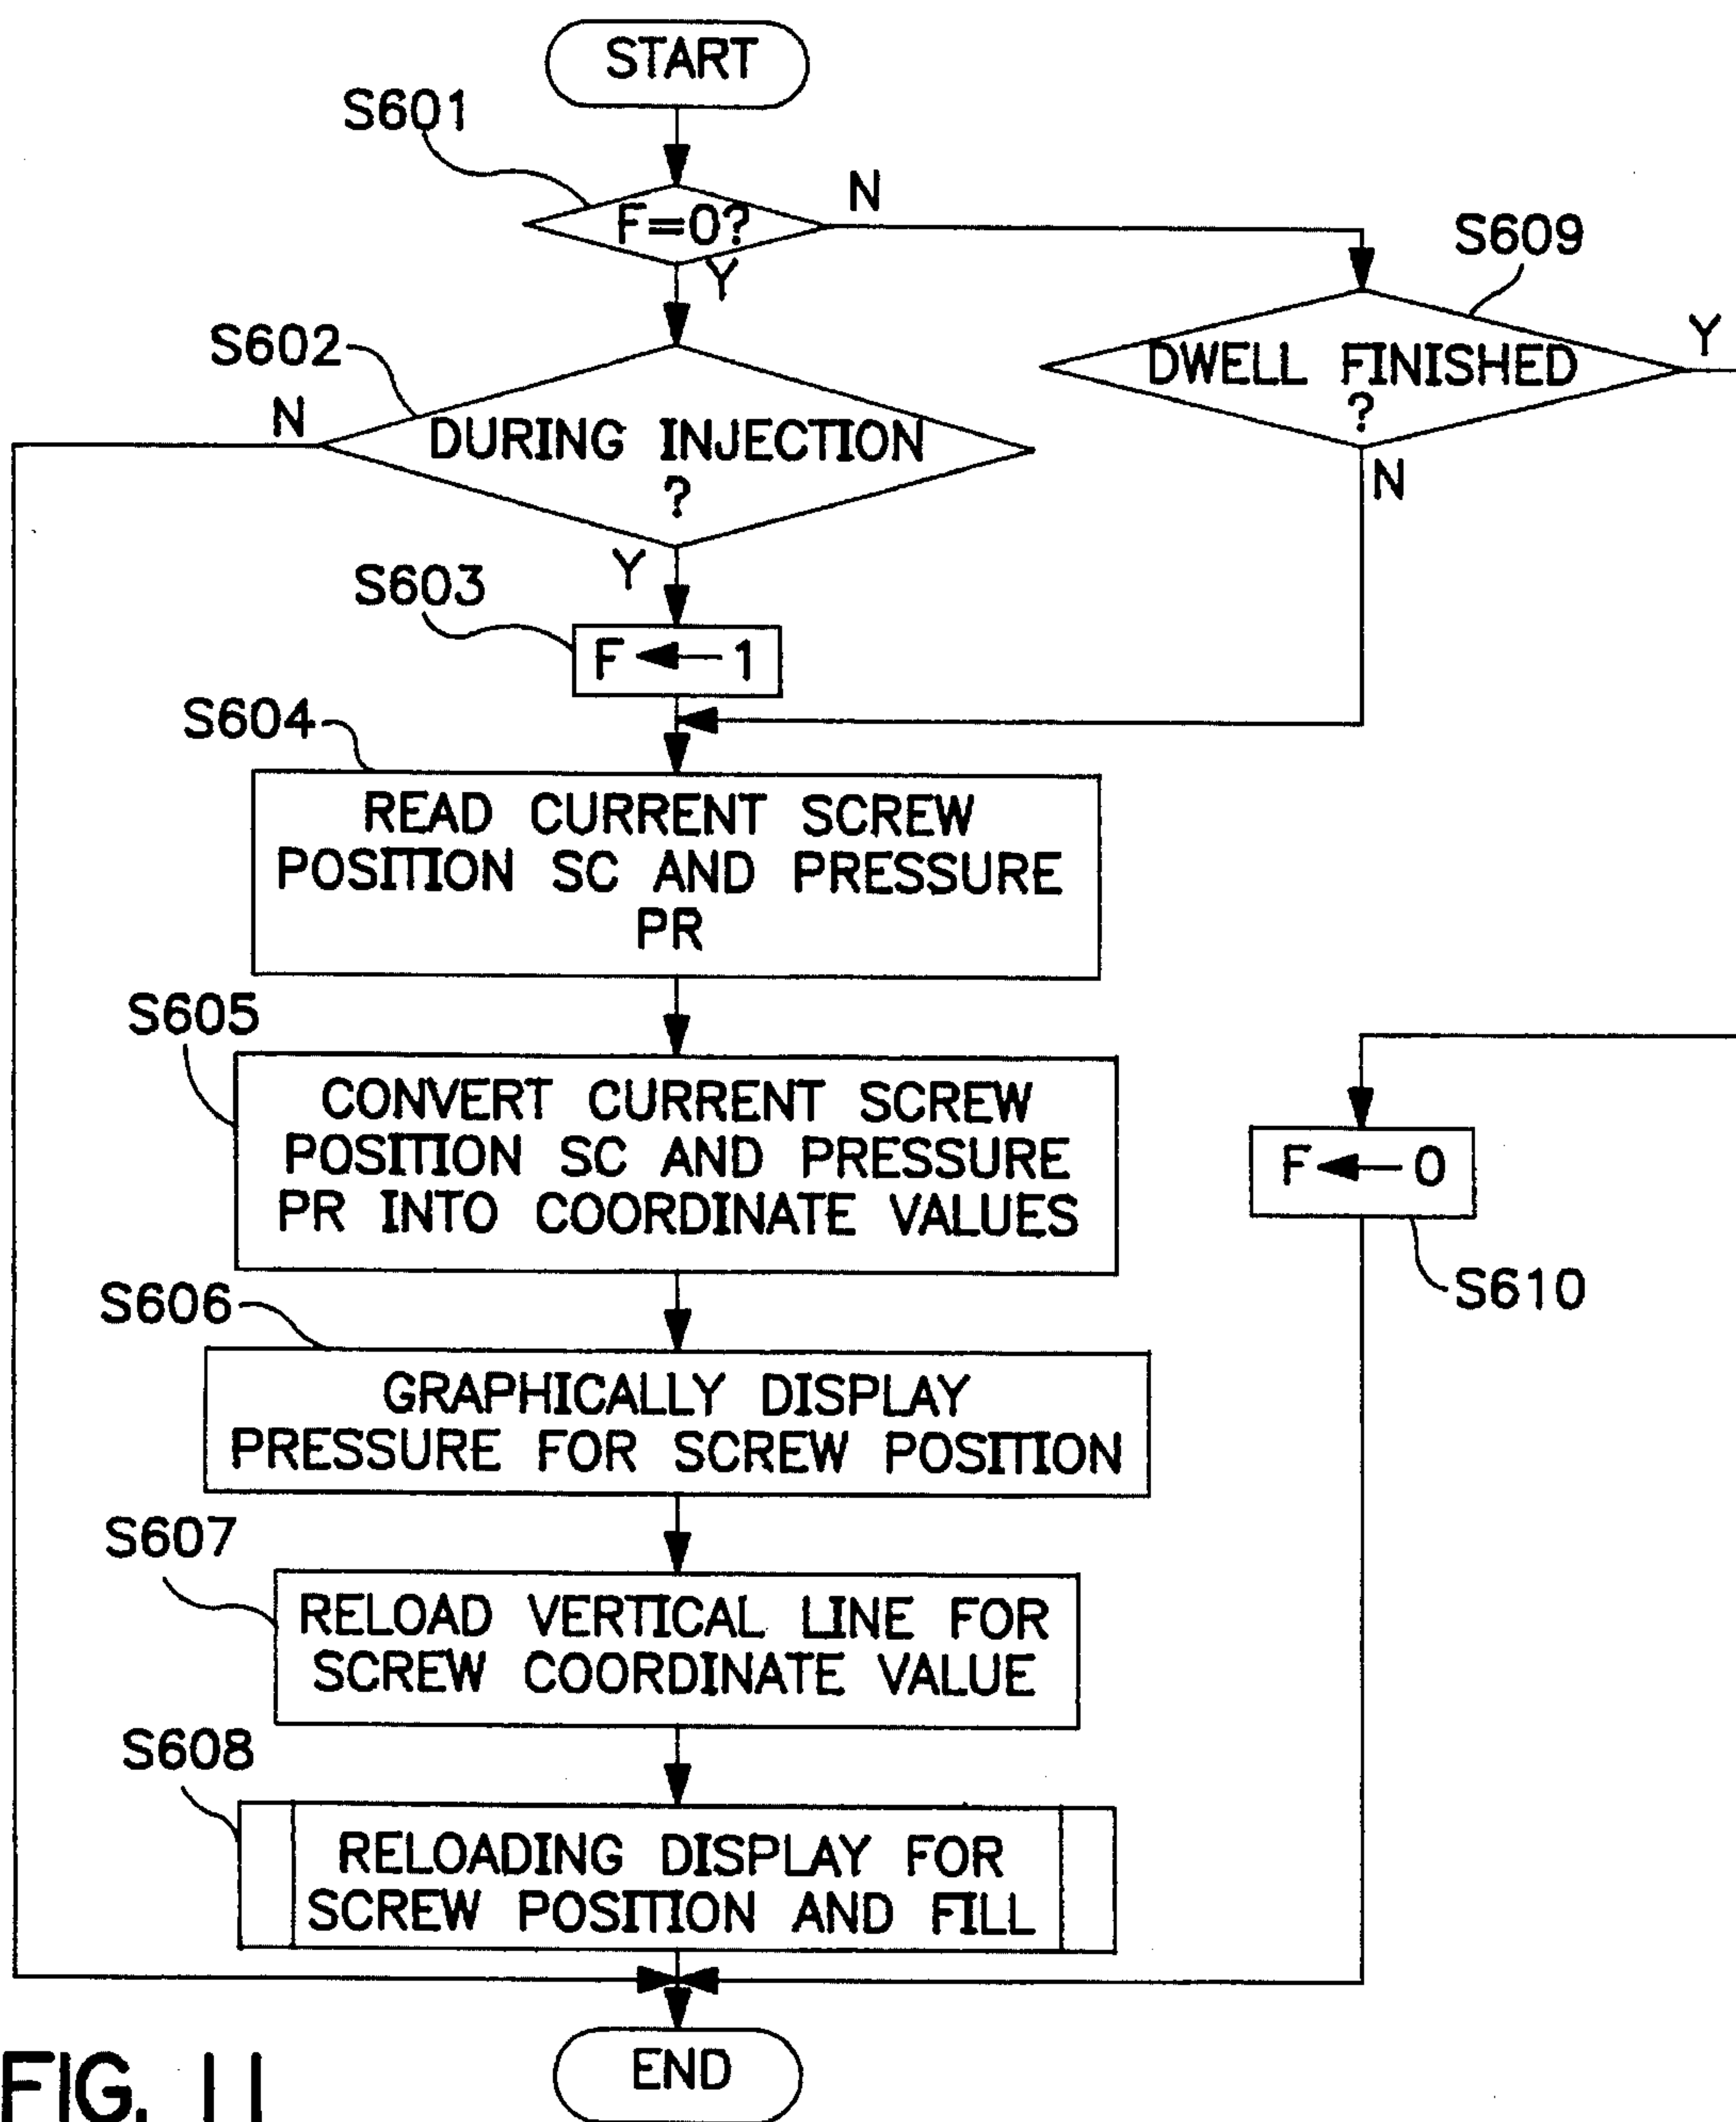 START
S601
F=0?
N
Y
S609
DWELL FINISHED
?
Y
N
S602
DURING INJECTION
?
N
Y
S603
F ← 1
S604
READ CURRENT SCREW
POSITION SC AND PRESSURE
PR
S605
CONVERT CURRENT SCREW
POSITION SC AND PRESSURE
PR INTO COORDINATE VALUES
F ← 0
S610
S606
GRAPHICALLY DISPLAY
PRESSURE FOR SCREW POSITION
S607
RELOAD VERTICAL LINE FOR
SCREW COORDINATE VALUE
S608
RELOADING DISPLAY FOR
SCREW POSITION AND FILL
END
FIG. 11